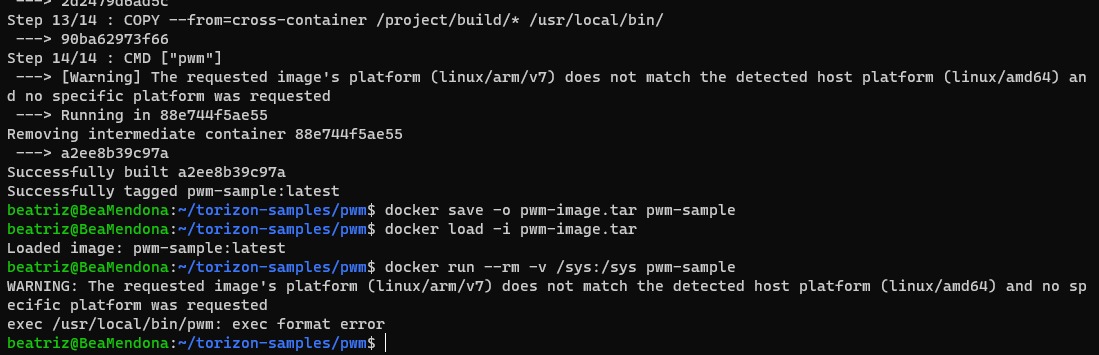 ---> 2d2479d6ad5c
Step 13/14 : COPY --from=cross-container /project/build/* /usr/local/bin/
 ---> 90ba62973f66
Step 14/14 : CMD ["pwm"]
 ---> [Warning] The requested image's platform (linux/arm/v7) does not match the detected host platform (linux/amd64) an
d no specific platform was requested
 ---> Running in 88e744f5ae55
Removing intermediate container 88e744f5ae55
 ---> a2ee8b39c97a
Successfully built a2ee8b39c97a
Successfully tagged pwm-sample:latest
beatriz@BeaMendona:~/torizon-samples/pwm$ docker save -o pwm-image.tar pwm-sample
beatriz@BeaMendona:~/torizon-samples/pwm$ docker load -i pwm-image.tar
Loaded image: pwm-sample:latest
beatriz@BeaMendona:~/torizon-samples/pwm$ docker run --rm -v /sys:/sys pwm-sample
WARNING: The requested image's platform (linux/arm/v7) does not match the detected host platform (linux/amd64) and no sp
ecific platform was requested
exec /usr/local/bin/pwm: exec format error
beatriz@BeaMendona:~/torizon-samples/pwm$